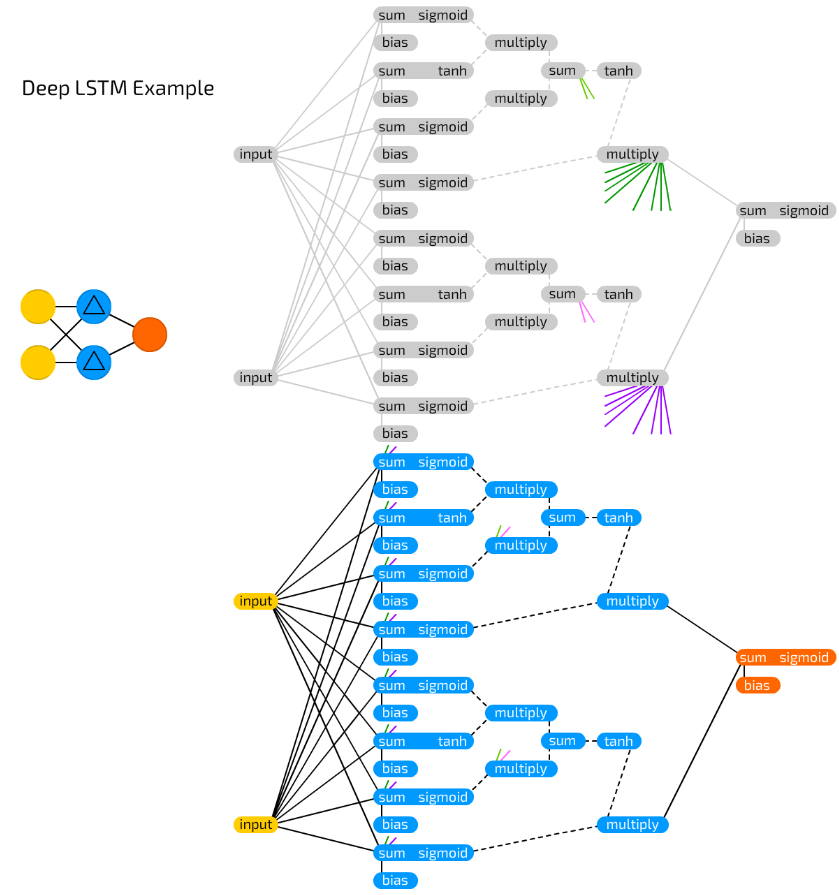 sum sigmoid
bias
multiply
Deep LSTM Example
sum tanh
sum tanh
bias
multiply
sum sigmoid
input
bias
multiply
sum sigmoid
bias
sum sigmoid
sum sigmoid
bias
bias
multiply
sum tanh
sum tanh
bias
multiply
sum sigmoid
input
bias
multiply
sum sigmoid
bias
sum sigmoid
bias
multiply
sum tanh
sum tanh
bias
multiply
sum sigmoid
input
bias
multiply
sum sigmoid
bias
sum sigmoid
sum sigmoid
bias
bias
multiply
sum tanh
sum tanh
bias
multiply
sum sigmoid
input
bias
multiply
sum sigmoid
bias